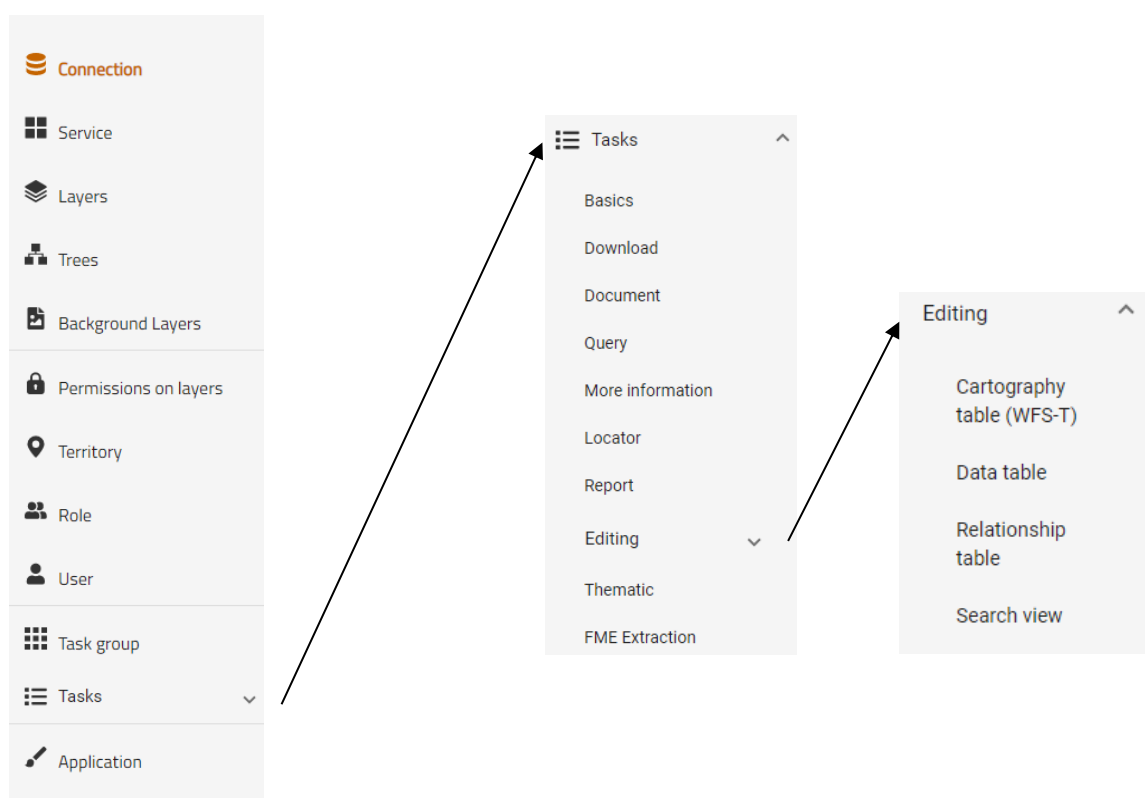 Connection
Service
Layers
Trees
Background Layers
Permissions on layers
Territory
Role
User
Task group
Tasks
Application
Tasks
Basics
Download
Document
Query
More information
Locator
Report
Editing
Thematic
FME Extraction
Editing
Cartography
table (WFS-T)
Data table
Relationship
table
Search view